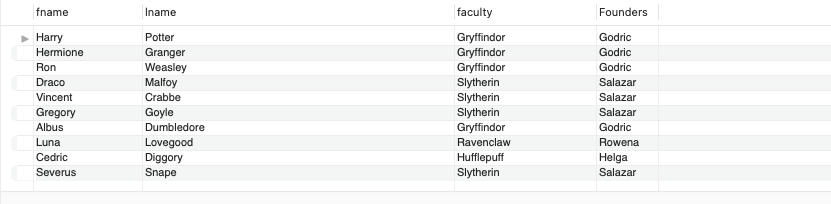 fname lname faculty Founders
Harry Potter Gryffindor Godric
Hermione Granger Gryffindor Godric
Ron Weasley Gryffindor Godric
Draco Malfoy Slytherin Salazar
Vincent Crabbe Slytherin Salazar
Gregory Goyle Slytherin Salazar
Albus Dumbledore Gryffindor Godric
Luna Lovegood Ravenclaw Rowena
Cedric Diggory Hufflepuff Helga
Severus Snape Slytherin Salazar